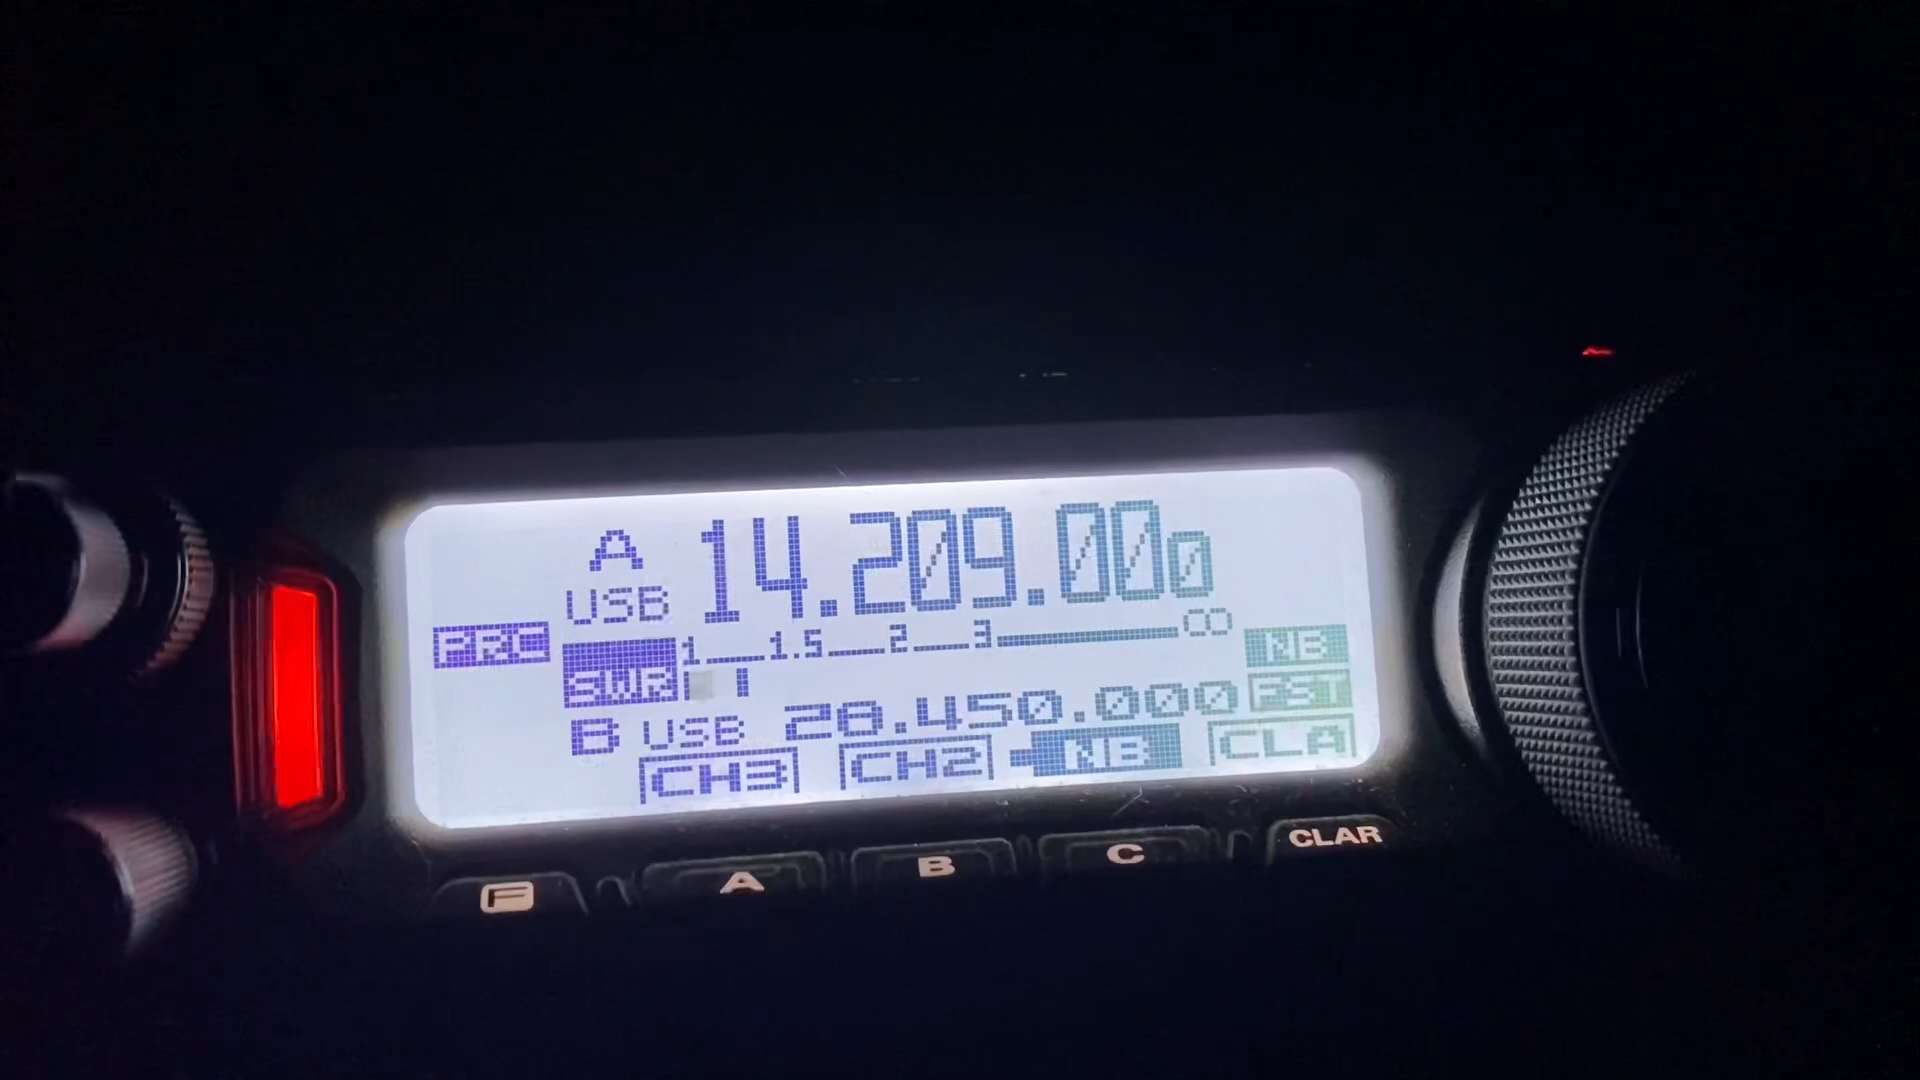 A 14.209.000
USB
PRC SWR 1 1.5 2 3 ∞ NB
B USB 28.450.000 FST
CH3 CH2 NB CLA
F A B C CLAR